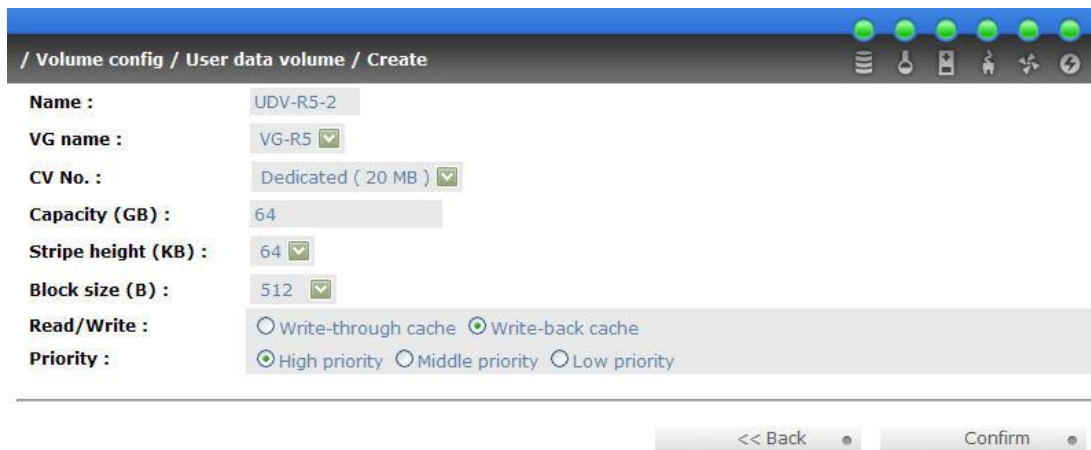 / Volume config / User data volume / Create
Name : UDV-R5-2
VG name : VG-R5
CV No. : Dedicated ( 20 MB )
Capacity (GB) : 64
Stripe height (KB) : 64
Block size (B) : 512
Read/Write : Write-through cache Write-back cache
Priority : High priority Middle priority Low priority
<< Back Confirm